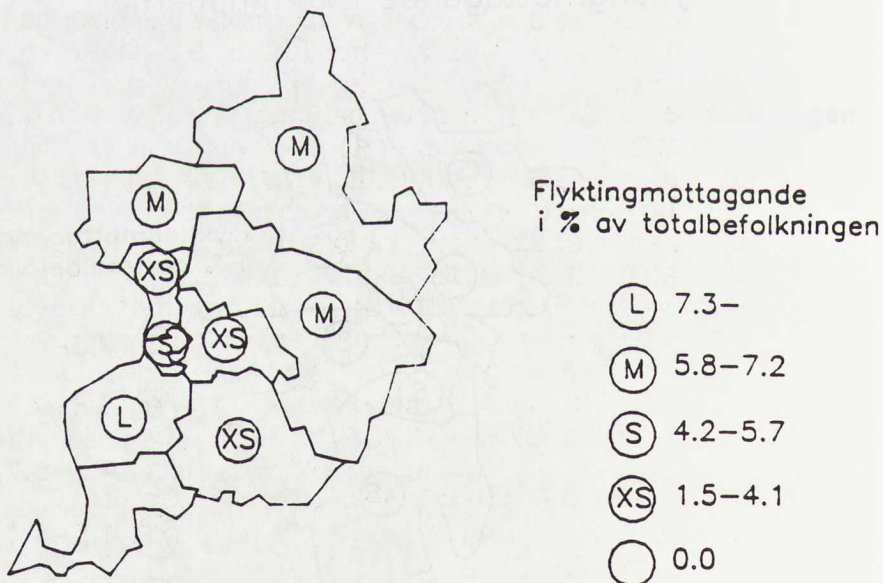 M
M
XS
M
S
XS
L
XS
Flyktingmottagande
i % av totalbefolkningen
L 7.3–
M 5.8–7.2
S 4.2–5.7
XS 1.5–4.1
0.0